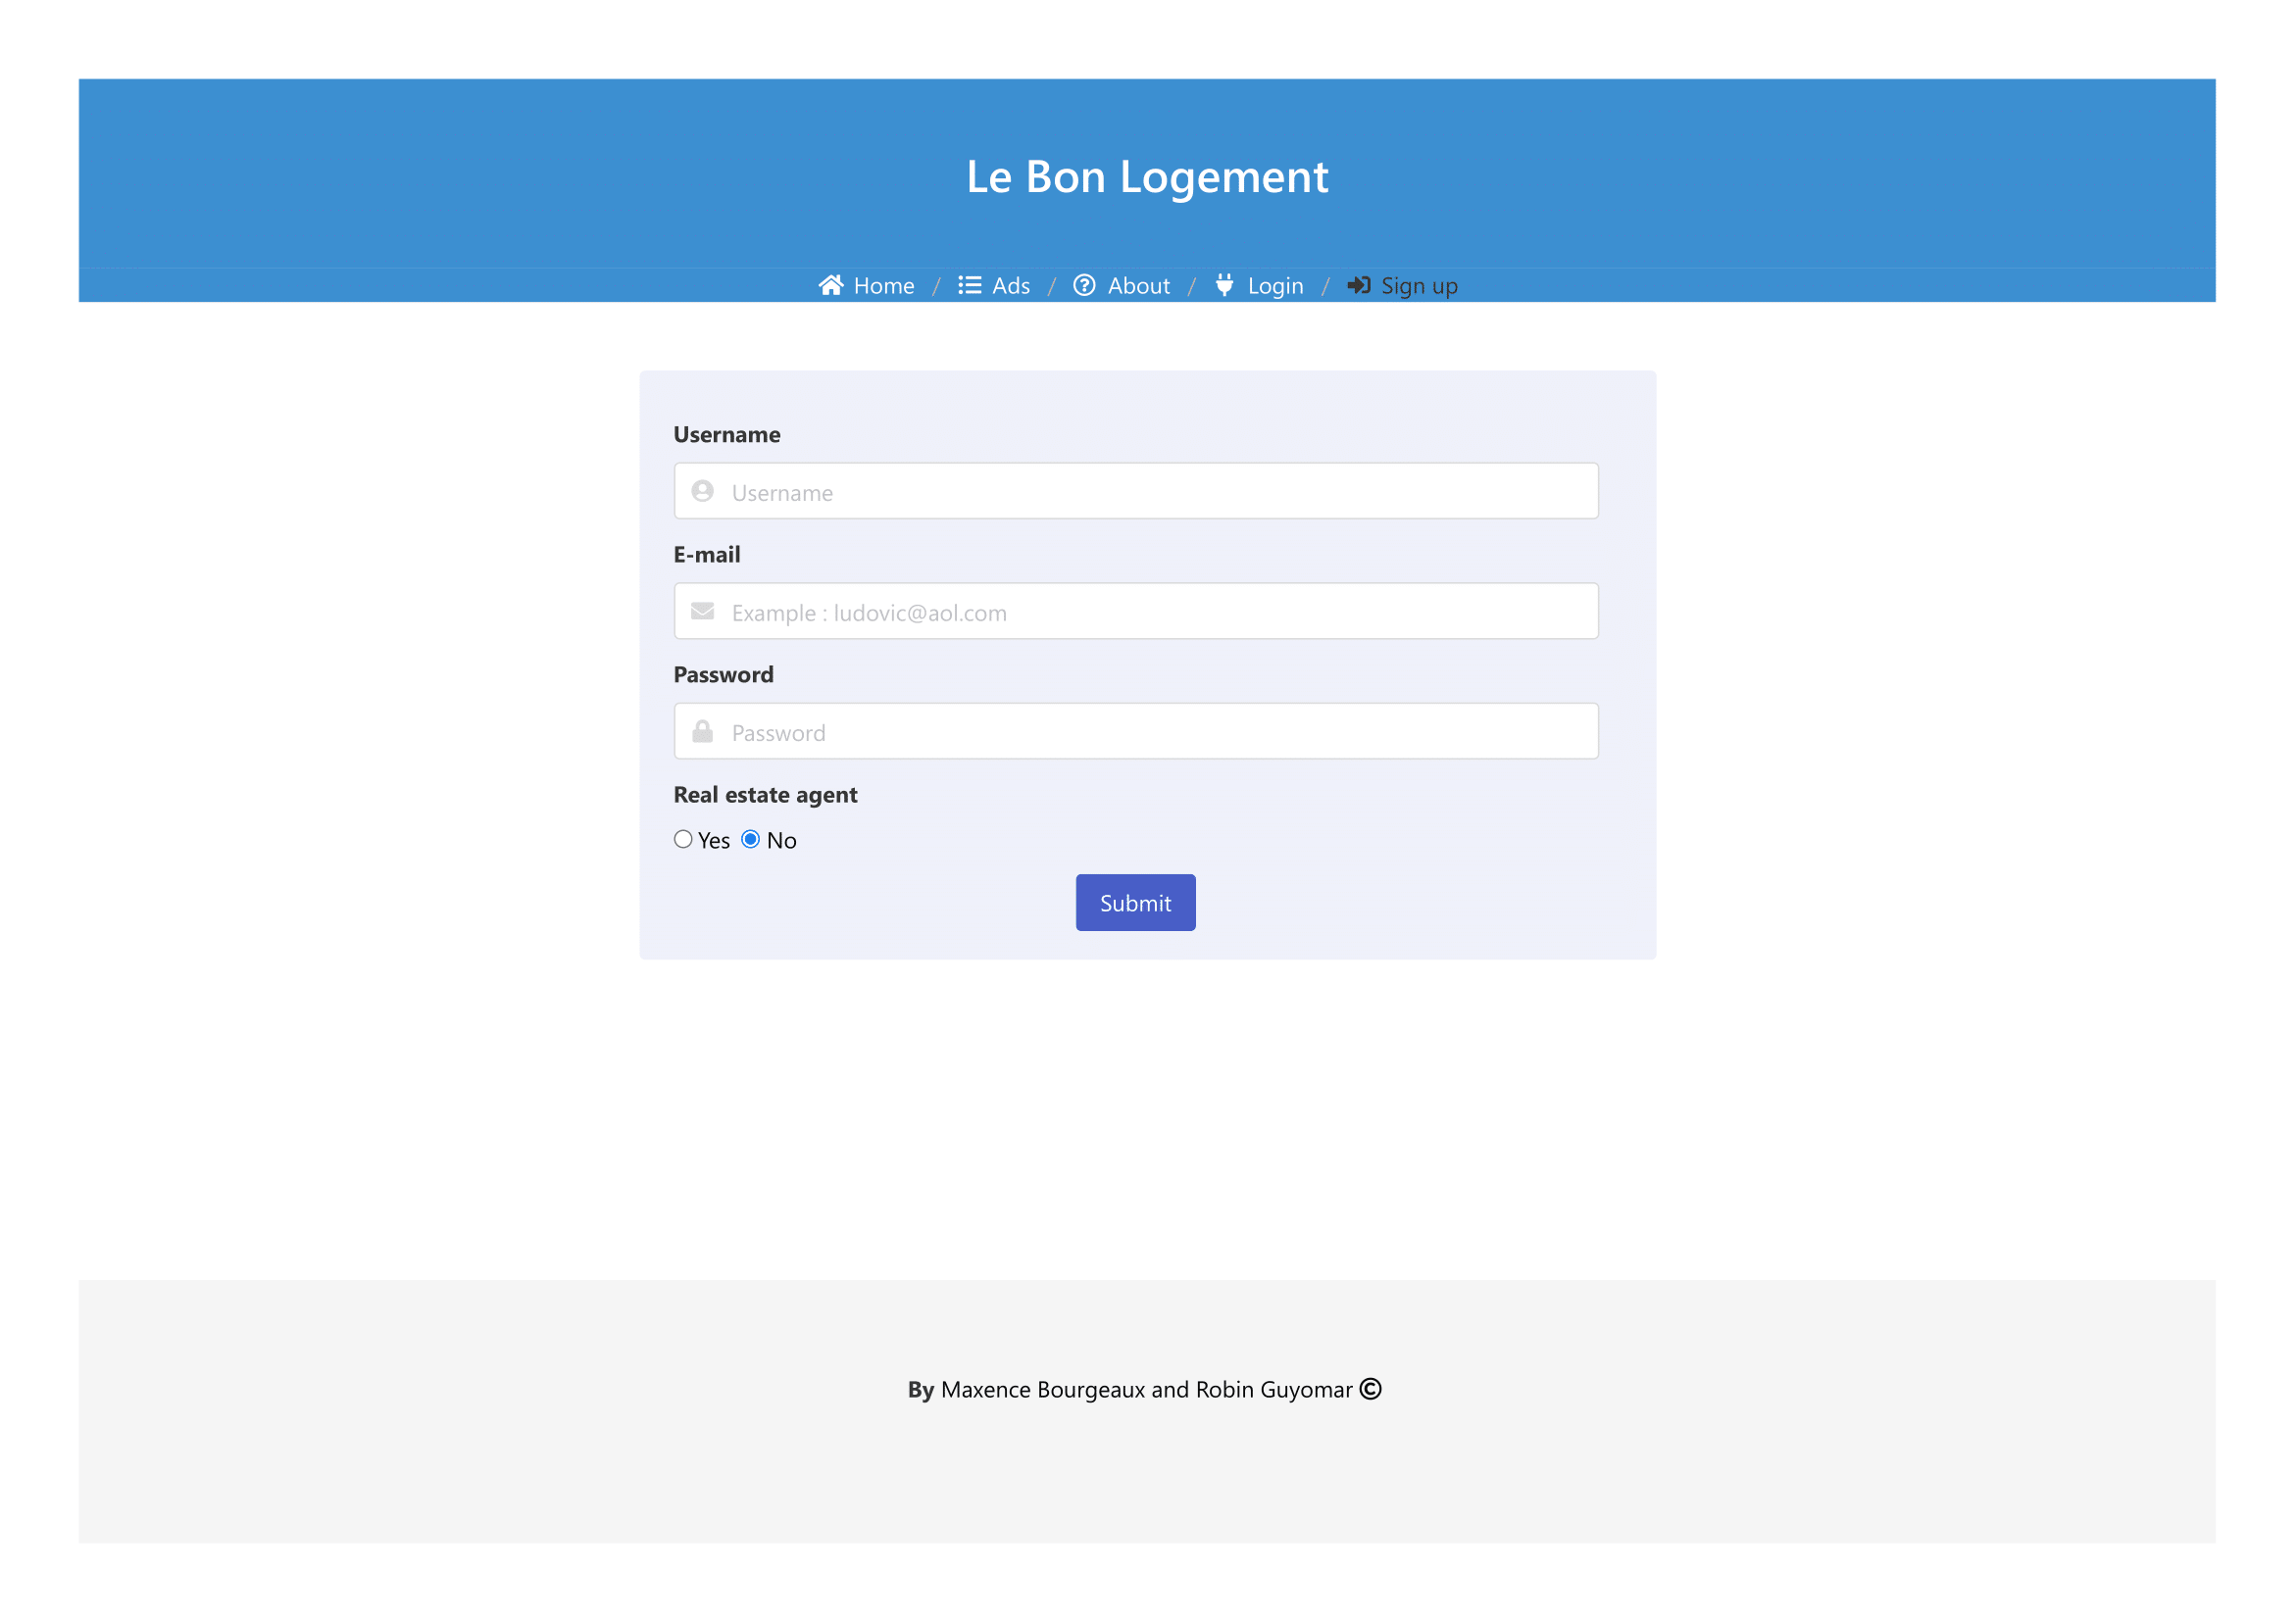 Le Bon Logement
Home / Ads / About / Login / Sign up
Username
Username
E-mail
Example : ludovic@aol.com
Password
Password
Real estate agent
Yes No
Submit
By Maxence Bourgeaux and Robin Guyomar ©